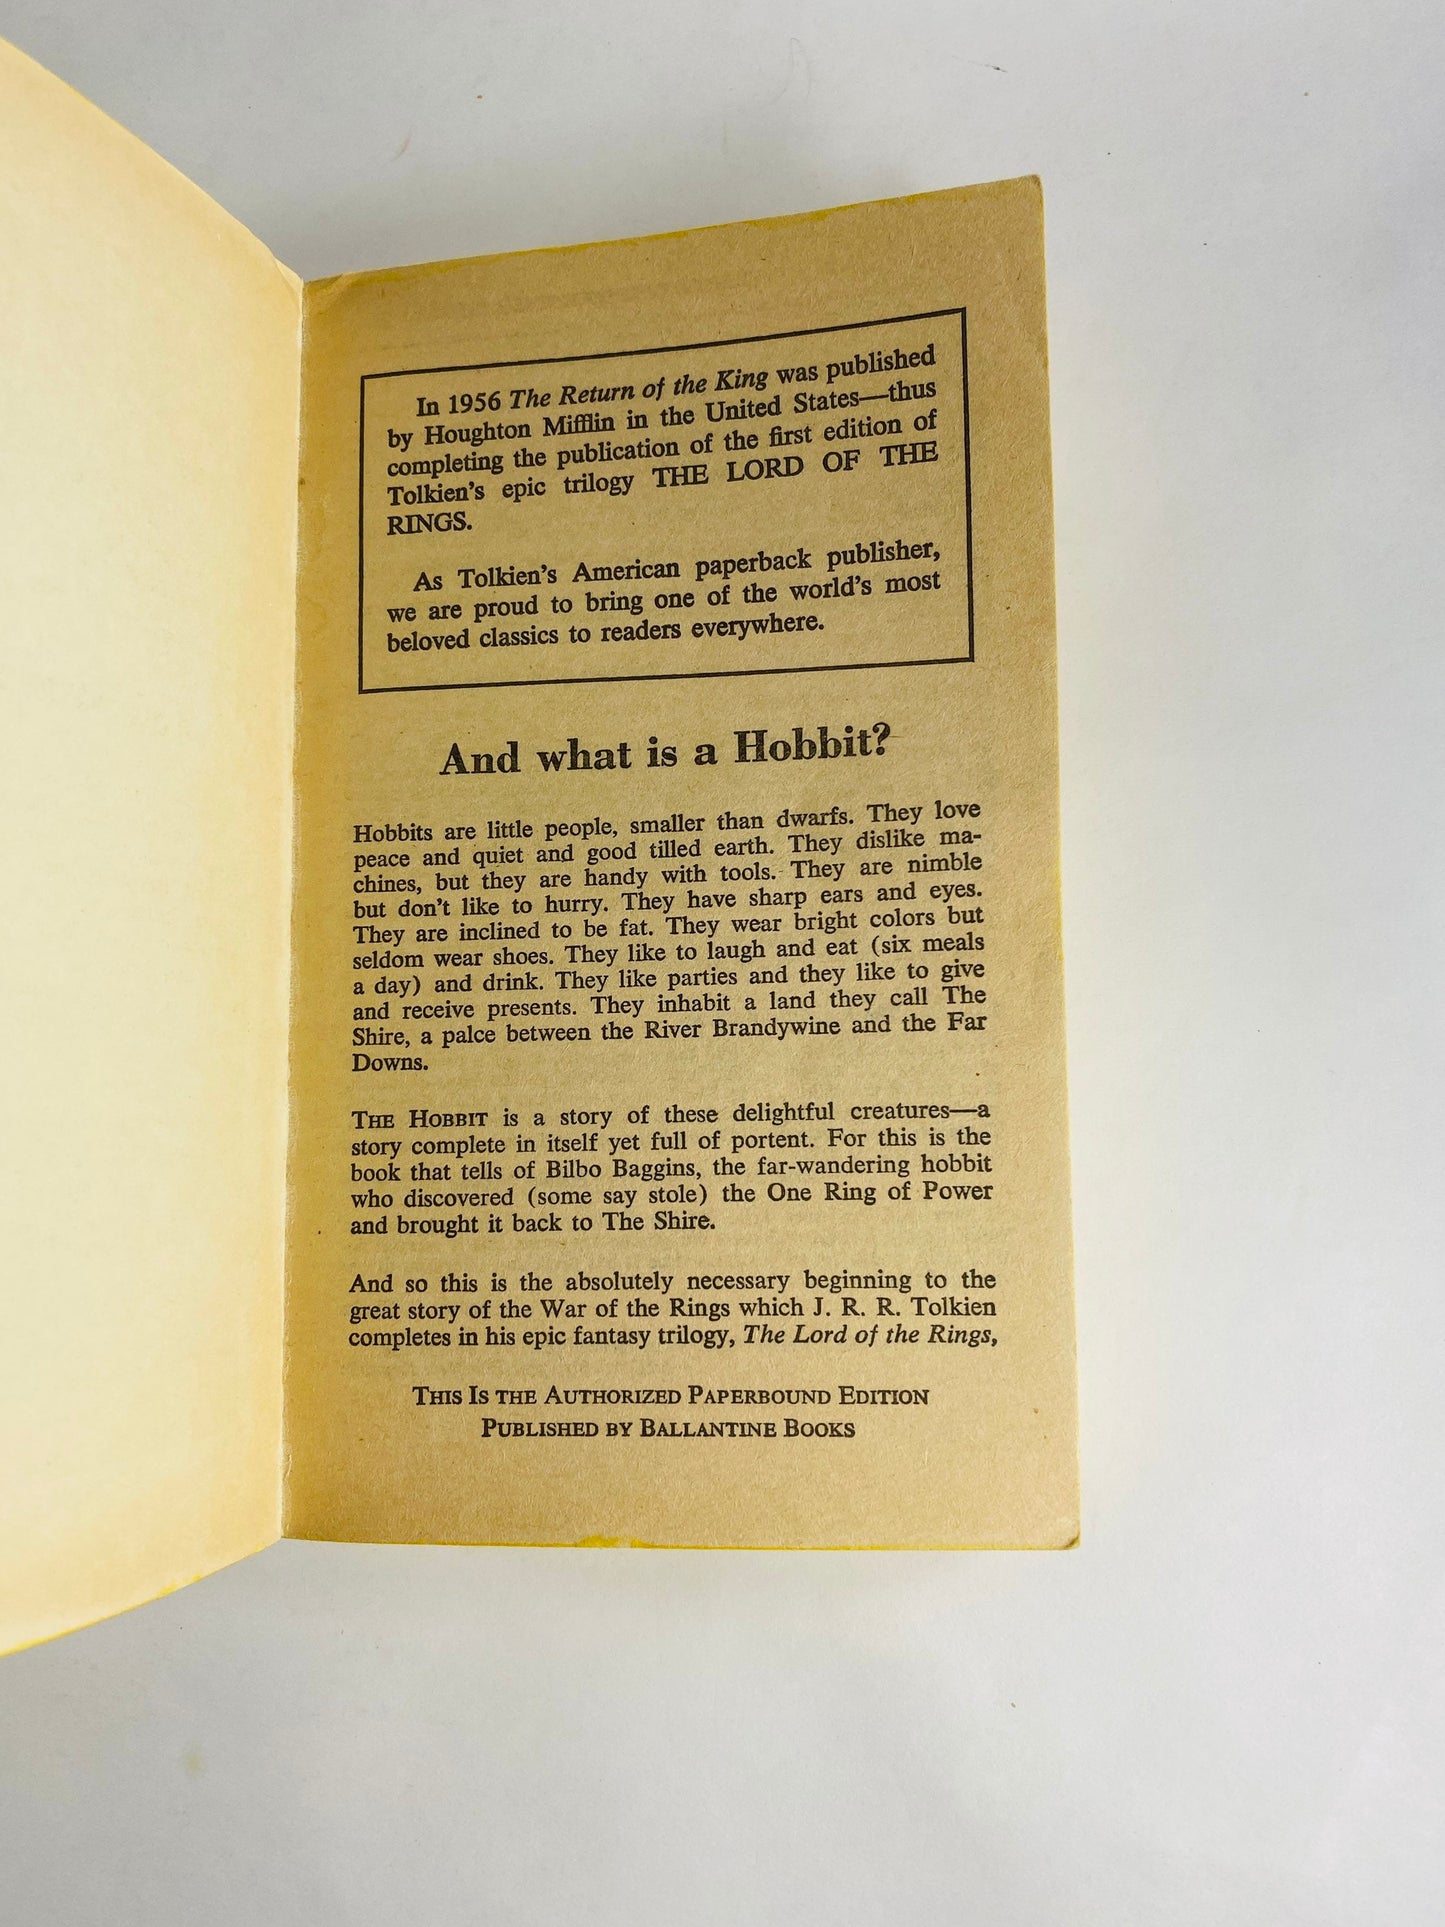 In 1956 The Return of the King was published
by Houghton Mifflin in the United States—thus
completing the publication of the first edition of
Tolkien's epic trilogy THE LORD OF THE
RINGS.
As Tolkien's American paperback publisher,
we are proud to bring one of the world's most
beloved classics to readers everywhere.
And what is a Hobbit?
Hobbits are little people, smaller than dwarfs. They love
peace and quiet and good tilled earth. They dislike ma-
chines, but they are handy with tools. They are nimble
but don't like to hurry. They have sharp ears and eyes.
They are inclined to be fat. They wear bright colors but
seldom wear shoes. They like to laugh and eat (six meals
a day) and drink. They like parties and they like to give
and receive presents. They inhabit a land they call The
Shire, a palce between the River Brandywine and the Far
Downs.
THE HOBBIT is a story of these delightful creatures—a
story complete in itself yet full of portent. For this is the
book that tells of Bilbo Baggins, the far-wandering hobbit
who discovered (some say stole) the One Ring of Power
and brought it back to The Shire.
And so this is the absolutely necessary beginning to the
great story of the War of the Rings which J. R. R. Tolkien
completes in his epic fantasy trilogy, The Lord of the Rings,
THIS IS THE AUTHORIZED PAPERBOUND EDITION
PUBLISHED BY BALLANTINE BOOKS